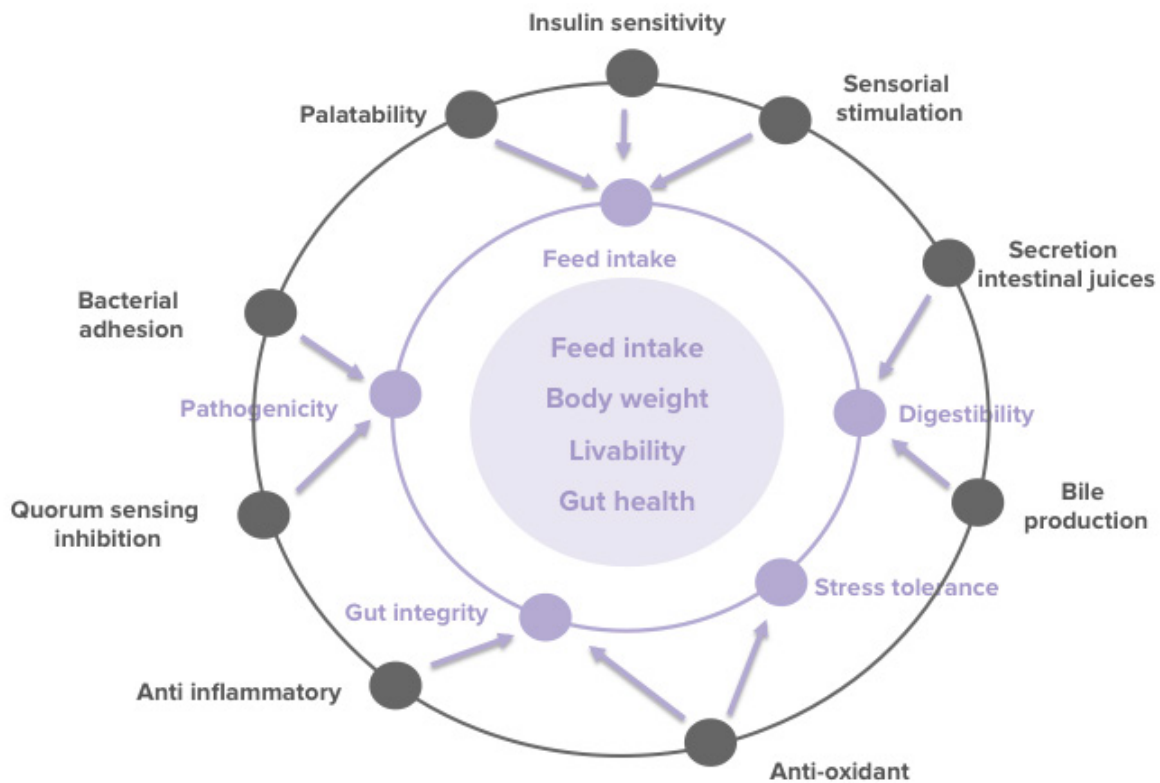 Insulin sensitivity
Sensorial
stimulation
Palatability
Secretion
intestinal juices
Feed intake
Bacterial
adhesion
Feed intake
Body weight
Livability
Gut health
Pathogenicity
Digestibility
Quorum sensing
inhibition
Bile
production
Stress tolerance
Gut integrity
Anti inflammatory
Anti-oxidant